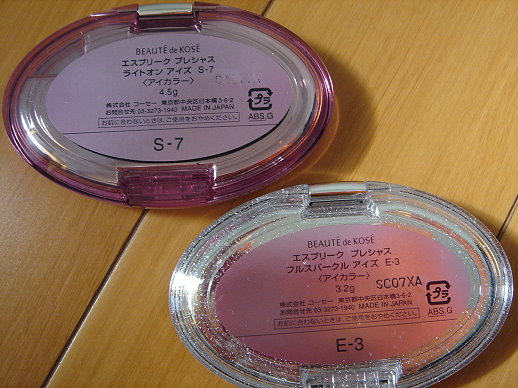 BEAUTÉ de KOSÉ
エスプリーク プレシャス
ライトオン アイズ S-7
〈アイカラー〉
4.5g
株式会社 コーセー 東京都中央区日本橋3-6-2
お問合せ先 03-3273-1940 MADE IN JAPAN
お肌に合わないときは、ご使用をおやめください。
プラ
ABS,G
S-7
BEAUTÉ de KOSÉ
エスプリーク プレシャス
フルスパークル アイズ E-3
〈アイカラー〉
3.2g
SC07XA
株式会社 コーセー 東京都中央区日本橋3-6-2
お問合せ先 03-3273-1940 MADE IN JAPAN
お肌に合わないときは、ご使用をおやめください。
プラ
ABS,G
E-3